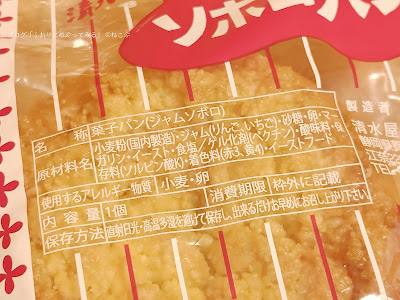 清水
ソボロパン
名 称 菓子パン(ジャムソボロ)
原材料名 小麦粉(国内製造)・ジャム(りんご、いちご)・砂糖・卵・マー
ガリン・イースト・食塩/ゲル化剤(ペクチン)、酸味料・保
存料(ソルビン酸K)・着色料(赤3、黄4)・イーストフード
使用するアレルギー物質 小麦・卵
内 容 量 1個 消費期限 枠外に記載
保存方法 直射日光・高温多湿を避けて保存し、出来るだけお早めにお召し上り下さい
製造者
清水屋
TEL